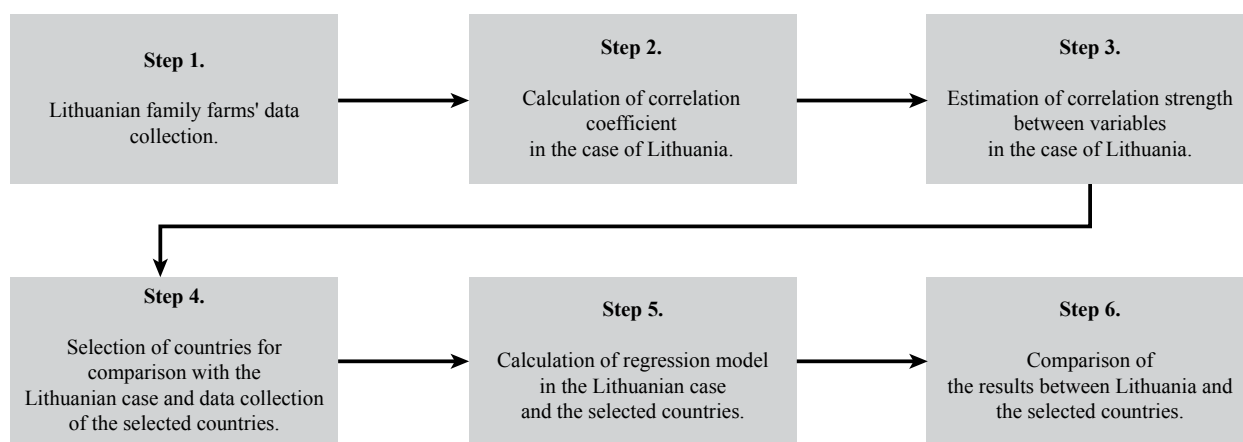 Step 1.
Lithuanian family farms' data
collection.
Step 2.
Calculation of correlation
coefficient
in the case of Lithuania.
Step 3.
Estimation of correlation strength
between variables
in the case of Lithuania.
Step 4.
Selection of countries for
comparison with the
Lithuanian case and data collection
of the selected countries.
Step 5.
Calculation of regression model
in the Lithuanian case
and the selected countries.
Step 6.
Comparison of
the results between Lithuania and
the selected countries.